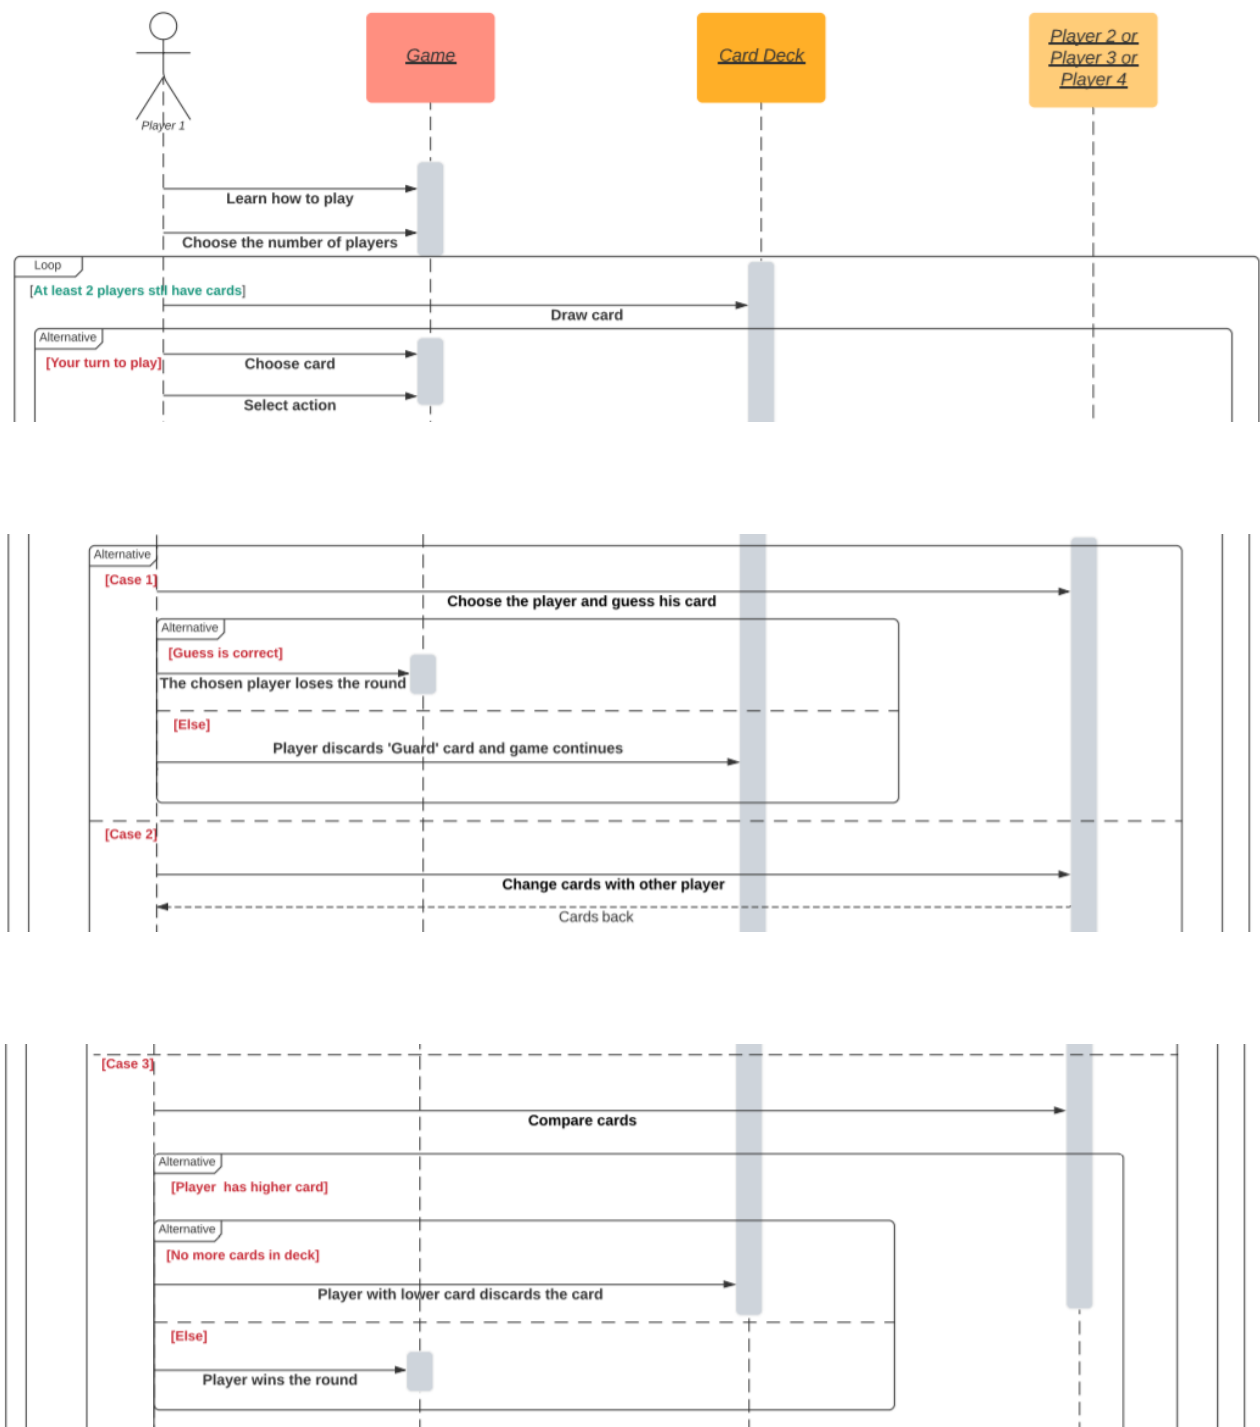 Player 1
Game
Card Deck
Player 2 or
Player 3 or
Player 4
Learn how to play
Choose the number of players
Loop
[At least 2 players still have cards]
Draw card
Alternative
[Your turn to play]
Choose card
Select action
Alternative
[Case 1]
Choose the player and guess his card
Alternative
[Guess is correct]
The chosen player loses the round
[Else]
Player discards 'Guard' card and game continues
[Case 2]
Change cards with other player
Cards back
[Case 3]
Compare cards
Alternative
[Player  has higher card]
Alternative
[No more cards in deck]
Player with lower card discards the card
[Else]
Player wins the round